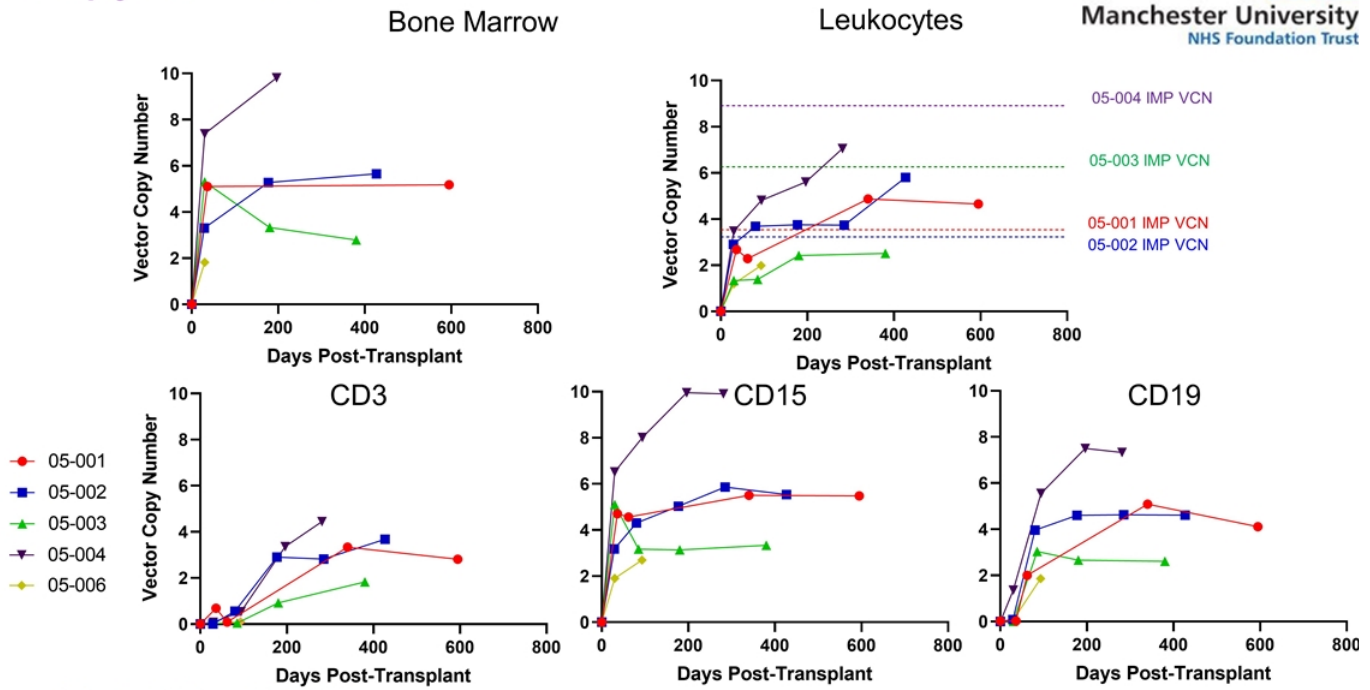 Bone Marrow
Leukocytes
Manchester University
NHS Foundation Trust
Vector Copy Number
10
8
6
4
2
0
0 200 400 600 800
Days Post-Transplant
Vector Copy Number
10
8
6
4
2
0
0 200 400 600 800
Days Post-Transplant
05-004 IMP VCN
05-003 IMP VCN
05-001 IMP VCN
05-002 IMP VCN
05-001
05-002
05-003
05-004
05-006
CD3
Vector Copy Number
10
8
6
4
2
0
0 200 400 600 800
Days Post-Transplant
CD15
10
8
6
4
2
0
0 200 400 600 800
Days Post-Transplant
CD19
10
8
6
4
2
0
0 200 400 600 800
Days Post-Transplant